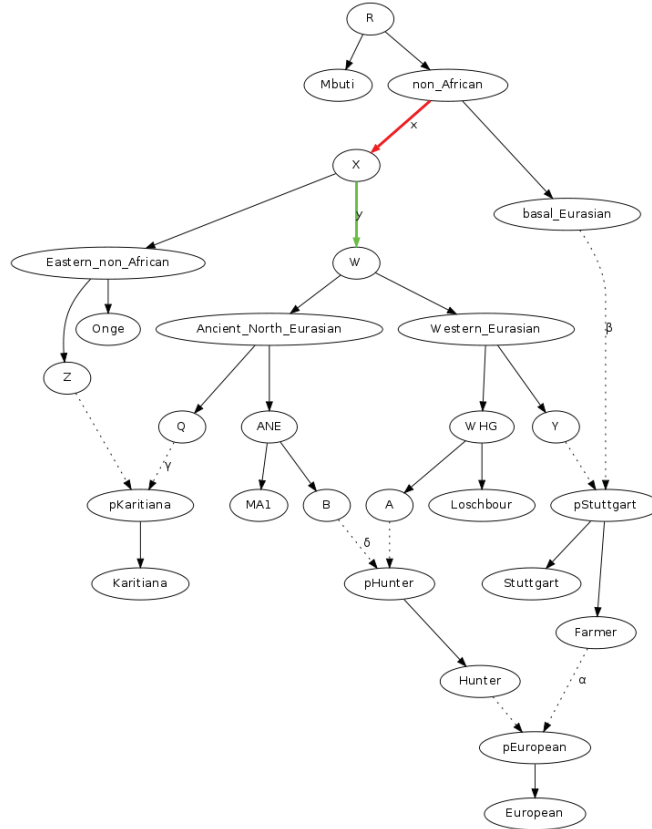 R
Mbuti
non_African
x
X
basal_Eurasian
y
Eastern_non_African
W
Onge
Ancient_North_Eurasian
Western_Eurasian
β
Z
Q
ANE
WHG
Y
γ
pKaritiana
MA1
B
A
Loschbour
pStuttgart
δ
Karitiana
pHunter
Stuttgart
Farmer
Hunter
α
pEuropean
European